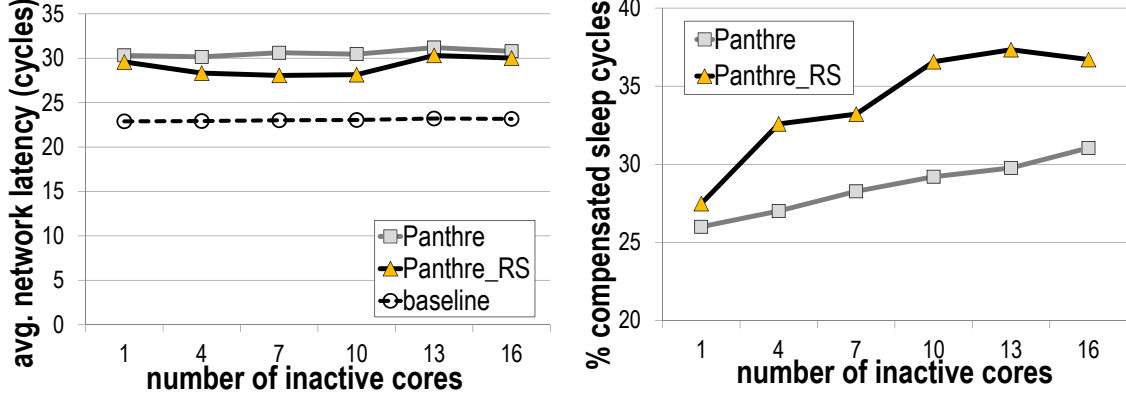 avg. network latency (cycles)
35
30
25
20
15
10
5
0
Panthre
Panthre_RS
baseline
1 4 7 10 13 16
number of inactive cores
% compensated sleep cycles
40
35
30
25
20
Panthre
Panthre_RS
1 4 7 10 13 16
number of inactive cores